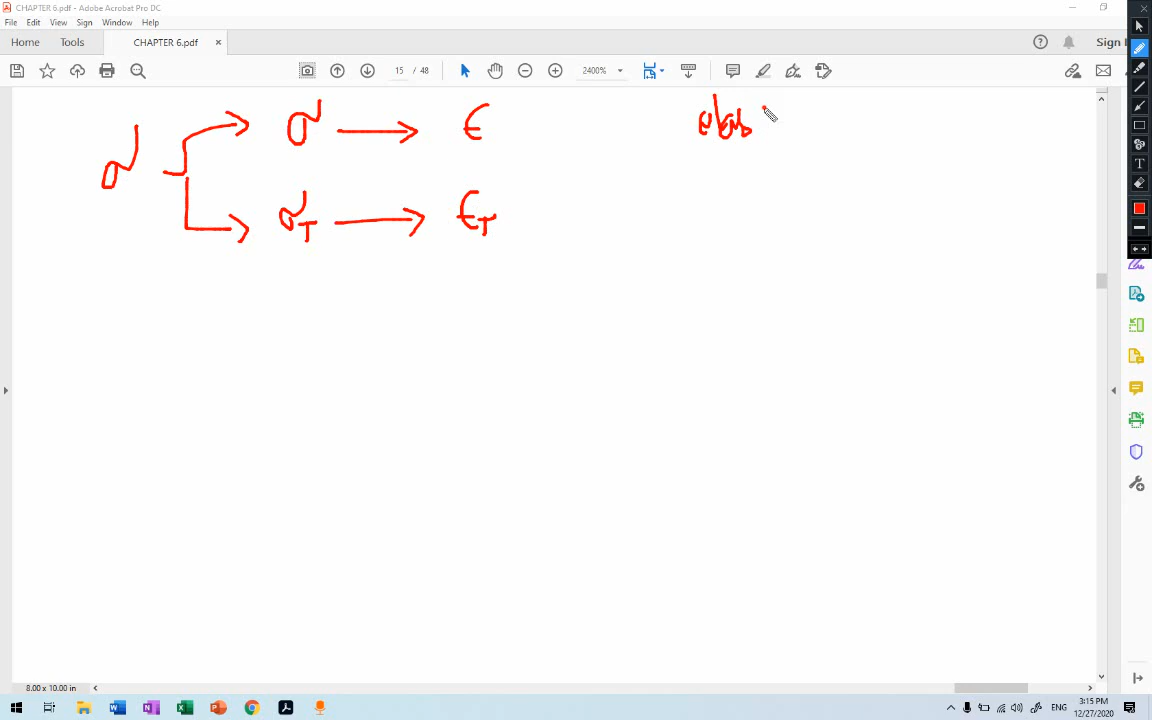 CHAPTER 6.pdf - Adobe Acrobat Pro DC
File Edit View Sign Window Help
Home Tools CHAPTER 6.pdf × Sign I
15 / 48 2400%
σ σ ϵ
σT ϵT
8.00 x 10.00 in
ENG 3:15 PM
12/27/2020